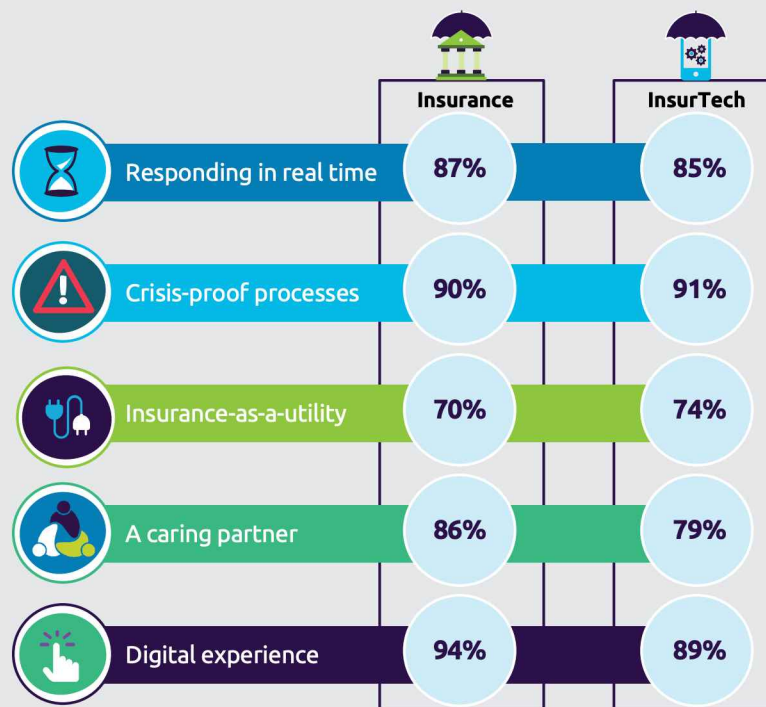 Insurance
InsurTech
Responding in real time
87%
85%
Crisis-proof processes
90%
91%
Insurance-as-a-utility
70%
74%
A caring partner
86%
79%
Digital experience
94%
89%